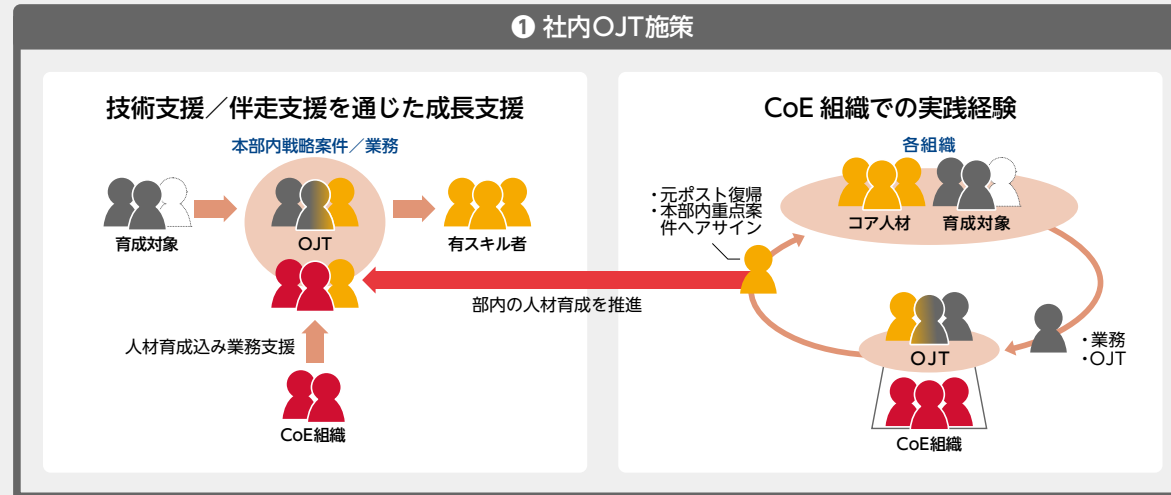 ❶ 社内OJT施策
技術支援／伴走支援を通じた成長支援
本部内戦略案件／業務
育成対象
OJT
有スキル者
人材育成込み業務支援
CoE組織
部内の人材育成を推進
CoE 組織での実践経験
各組織
・元ポスト復帰
・本部内重点案
件へアサイン
コア人材
育成対象
OJT
・業務
・OJT
CoE組織